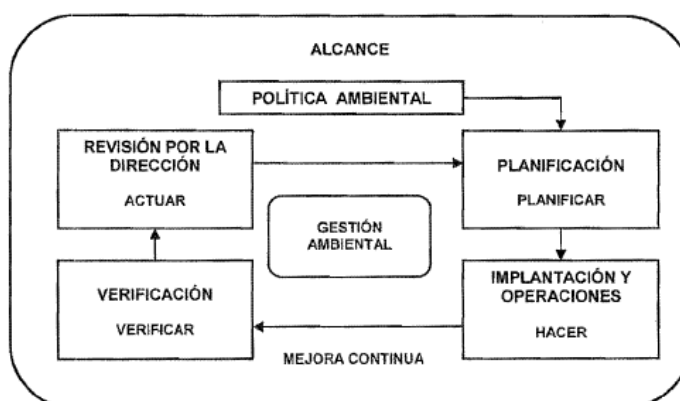 ALCANCE
POLÍTICA AMBIENTAL
REVISIÓN POR LA
DIRECCIÓN
ACTUAR
PLANIFICACIÓN
PLANIFICAR
GESTIÓN
AMBIENTAL
VERIFICACIÓN
VERIFICAR
IMPLANTACIÓN Y
OPERACIONES
HACER
MEJORA CONTINUA